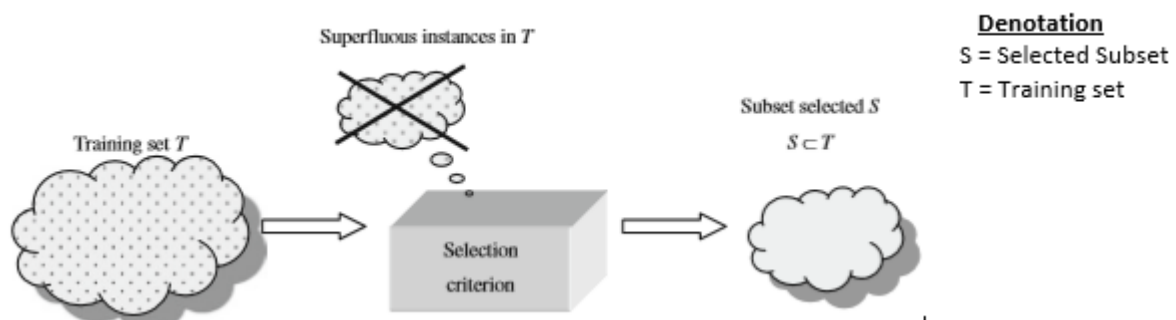 Superfluous instances in T
Training set T
Selection
criterion
Subset selected S
S ⊂ T
Denotation
S = Selected Subset
T = Training set